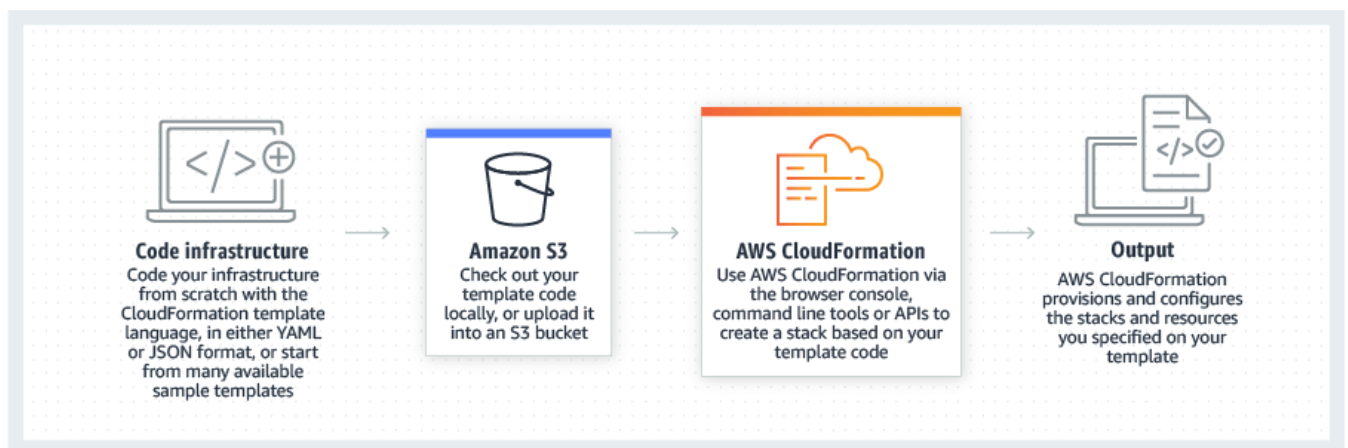 </>
Code infrastructure
Code your infrastructure
from scratch with the
CloudFormation template
language, in either YAML
or JSON format, or start
from many available
sample templates
Amazon S3
Check out your
template code
locally, or upload it
into an S3 bucket
AWS CloudFormation
Use AWS CloudFormation via
the browser console,
command line tools or APIs to
create a stack based on your
template code
</>
Output
AWS CloudFormation
provisions and configures
the stacks and resources
you specified on your
template